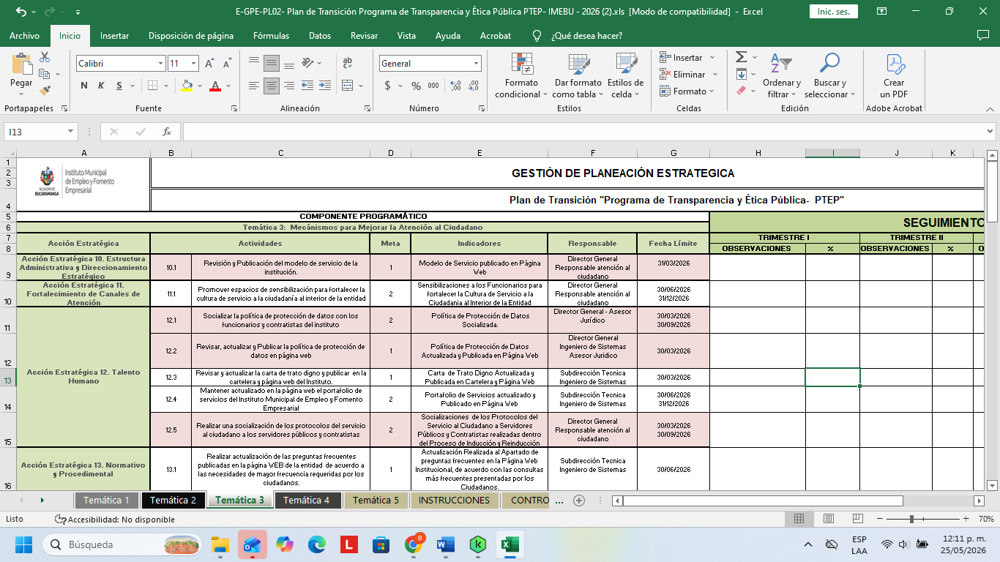 E-GPE-PL02- Plan de Transición Programa de Transparencia y Ética Pública PTEP- IMEBU - 2026 (2).xls [Modo de compatibilidad] - Excel
Inic. ses.
Archivo Inicio Insertar Disposición de página Fórmulas Datos Revisar Vista Ayuda Acrobat ¿Qué desea hacer?
Pegar
Calibri 11
N K S
General
$ % 000
Formato condicional
Dar formato como tabla
Estilos de celda
Insertar
Eliminar
Formato
Ordenar y filtrar
Buscar y seleccionar
Crear un PDF
Portapapeles Fuente Alineación Número Estilos Celdas Edición Adobe Acrobat
I13 fx
A B C D E F G H I J K
1
2
3
4
5
6
7
8
9
10
11
12
13
14
15
16
ALCALDÍA DE BUCARAMANGA
Instituto Municipal
de Empleo y Fomento
Empresarial
GESTIÓN DE PLANEACIÓN ESTRATEGICA
Plan de Transición "Programa de Transparencia y Ética Pública- PTEP"
COMPONENTE PROGRAMÁTICO
Temática 3: Mecánismos para Mejorar la Atención al Ciudadano
SEGUIMIENTO
TRIMESTRE I TRIMESTRE II
OBSERVACIONES % OBSERVACIONES % O
Acción Estratégica Actividades Meta Indicadores Responsable Fecha Límite
Acción Estratégica 10. Estructura
Administrativa y Direccionamiento
Estratégico
10.1
Revisión y Publicación del modelo de servicio de la
institución.
1
Modelo de Servicio publicado en Página
Web
Director General
Responsable atención al
ciudadano
31/03/2026
Acción Estratégica 11.
Fortalecimiento de Canales de
Atención
11.1
Promover espacios de sensibilización para fortalecer la
cultura de servicio a la ciudadanía al interior de la entidad
2
Sensibilizaciones a los Funcionarios para
fortalecer la Cultura de Servicio a la
Ciudadania al Interior de la Entidad
Director General
Responsable atención al
ciudadano
30/06/2026
31/12/2026
Acción Estratégica 12. Talento
Humano
12.1
Socializar la política de protección de datos con los
funcionarios y contratistas del instituto
2
Política de Protección de Datos
Socializada.
Director General - Asesor
Jurídico
30/03/2026
30/09/2026
12.2
Revisar, actualizar y Publicar la política de protección de
datos en página web
1
Política de Protección de Datos
Actualizada y Publicada en Página Web
Director General
Ingeniero de Sistemas
Asesor Juridico
30/03/2026
12.3
Revisar y actualizar la carta de trato digno y publicar en la
cartelera y página web del Instituto.
1
Carta de Trato Digno Actualizada y
Publicada en Cartelera y Página Web
Subdirección Tecnica
Ingeniero de Sistemas
30/03/2026
12.4
Mantener actualizado en la página web el portafolio de
servicios del Instituto Municipal de Empleo y Fomento
Empresarial
2
Portafolio de Servicios actualizado y
Publicado en Página Web
Subdirección Tecnica
Ingeniero de Sistemas
30/06/2026
31/12/2026
12.5
Realizar una socialización de los protocolos del servicio
al ciudadano a los servidores públicos y contratistas
2
Socializaciones de los Protocolos del
Servicio al Ciudadano a Servidores
Públicos y Contratistas realizadas dentro
del Proceso de Inducción y Reinducción
Director General
Responsable atención al
ciudadano
30/03/2026
30/09/2026
Acción Estratégica 13. Normativo
y Procedimental
13.1
Realizar actualización de las preguntas frecuentes
publicadas en la página WEB de la entidad de acuerdo a
las necesidades de mayor frecuencia requeridas por los
ciudadanos.
1
Actualización Realizada al Apartado de
preguntas frecuentes en la Página Web
Institucional, de acuerdo con las consultas
más frecuentes presentadas por los
Ciudadanos.
Subdirección Tecnica
Ingeniero de Sistemas
30/06/2026
Temática 1 Temática 2 Temática 3 Temática 4 Temática 5 INSTRUCCIONES CONTRO ...
Listo Accesibilidad: No disponible 70%
Búsqueda
ESP
LAA
12:11 p. m.
25/05/2026